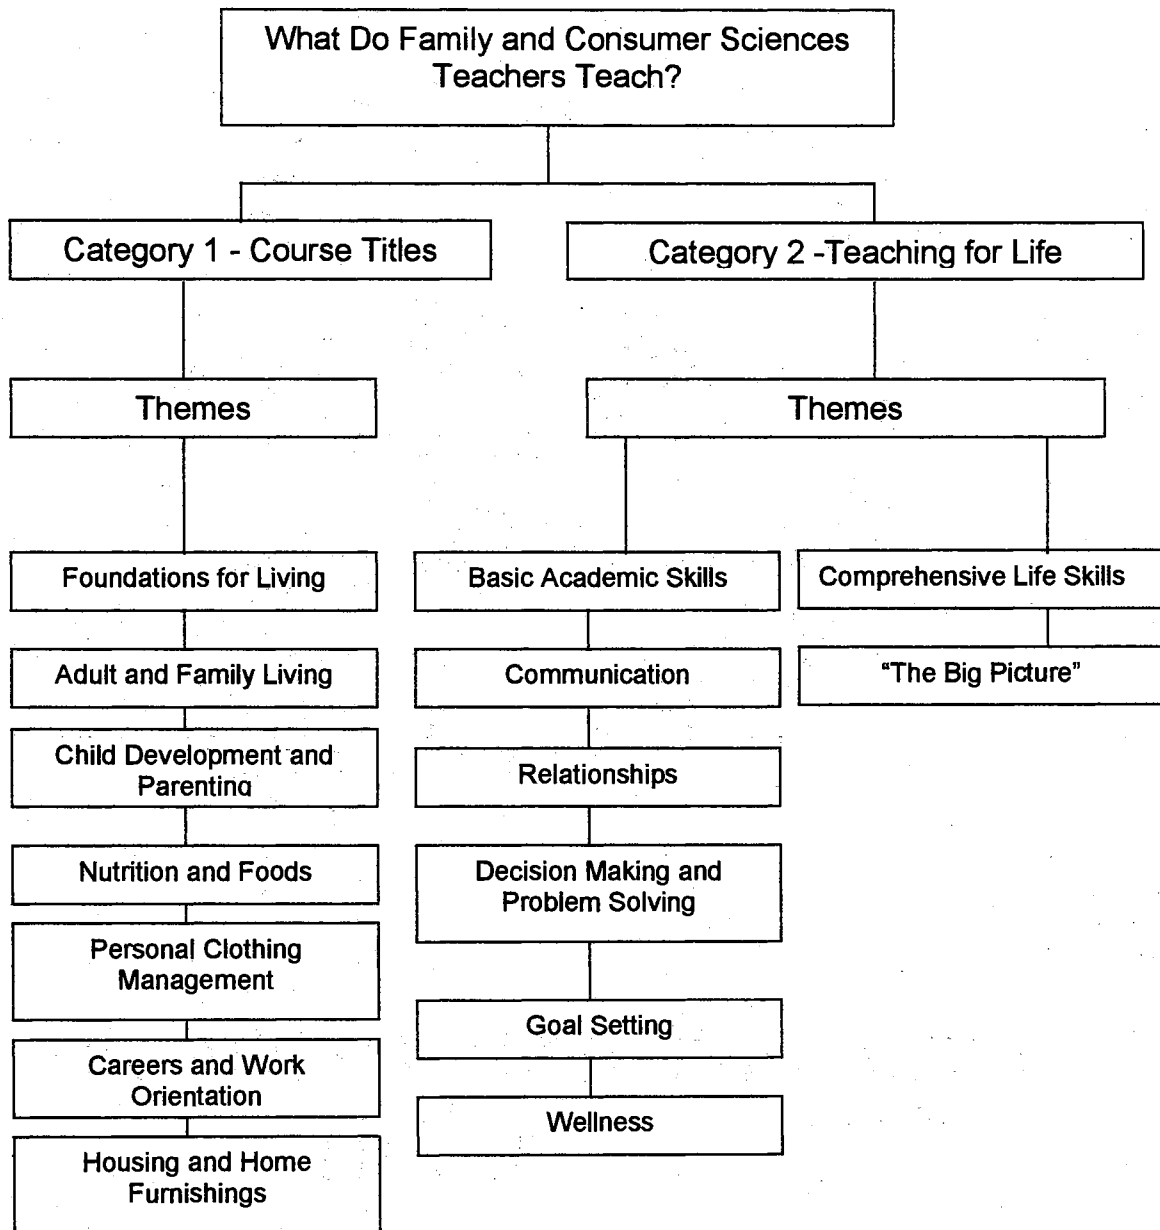 What Do Family and Consumer Sciences
Teachers Teach?
Category 1 - Course Titles
Category 2 -Teaching for Life
Themes
Themes
Foundations for Living
Adult and Family Living
Child Development and
Parenting
Nutrition and Foods
Personal Clothing
Management
Careers and Work
Orientation
Housing and Home
Furnishings
Basic Academic Skills
Communication
Relationships
Decision Making and
Problem Solving
Goal Setting
Wellness
Comprehensive Life Skills
“The Big Picture”